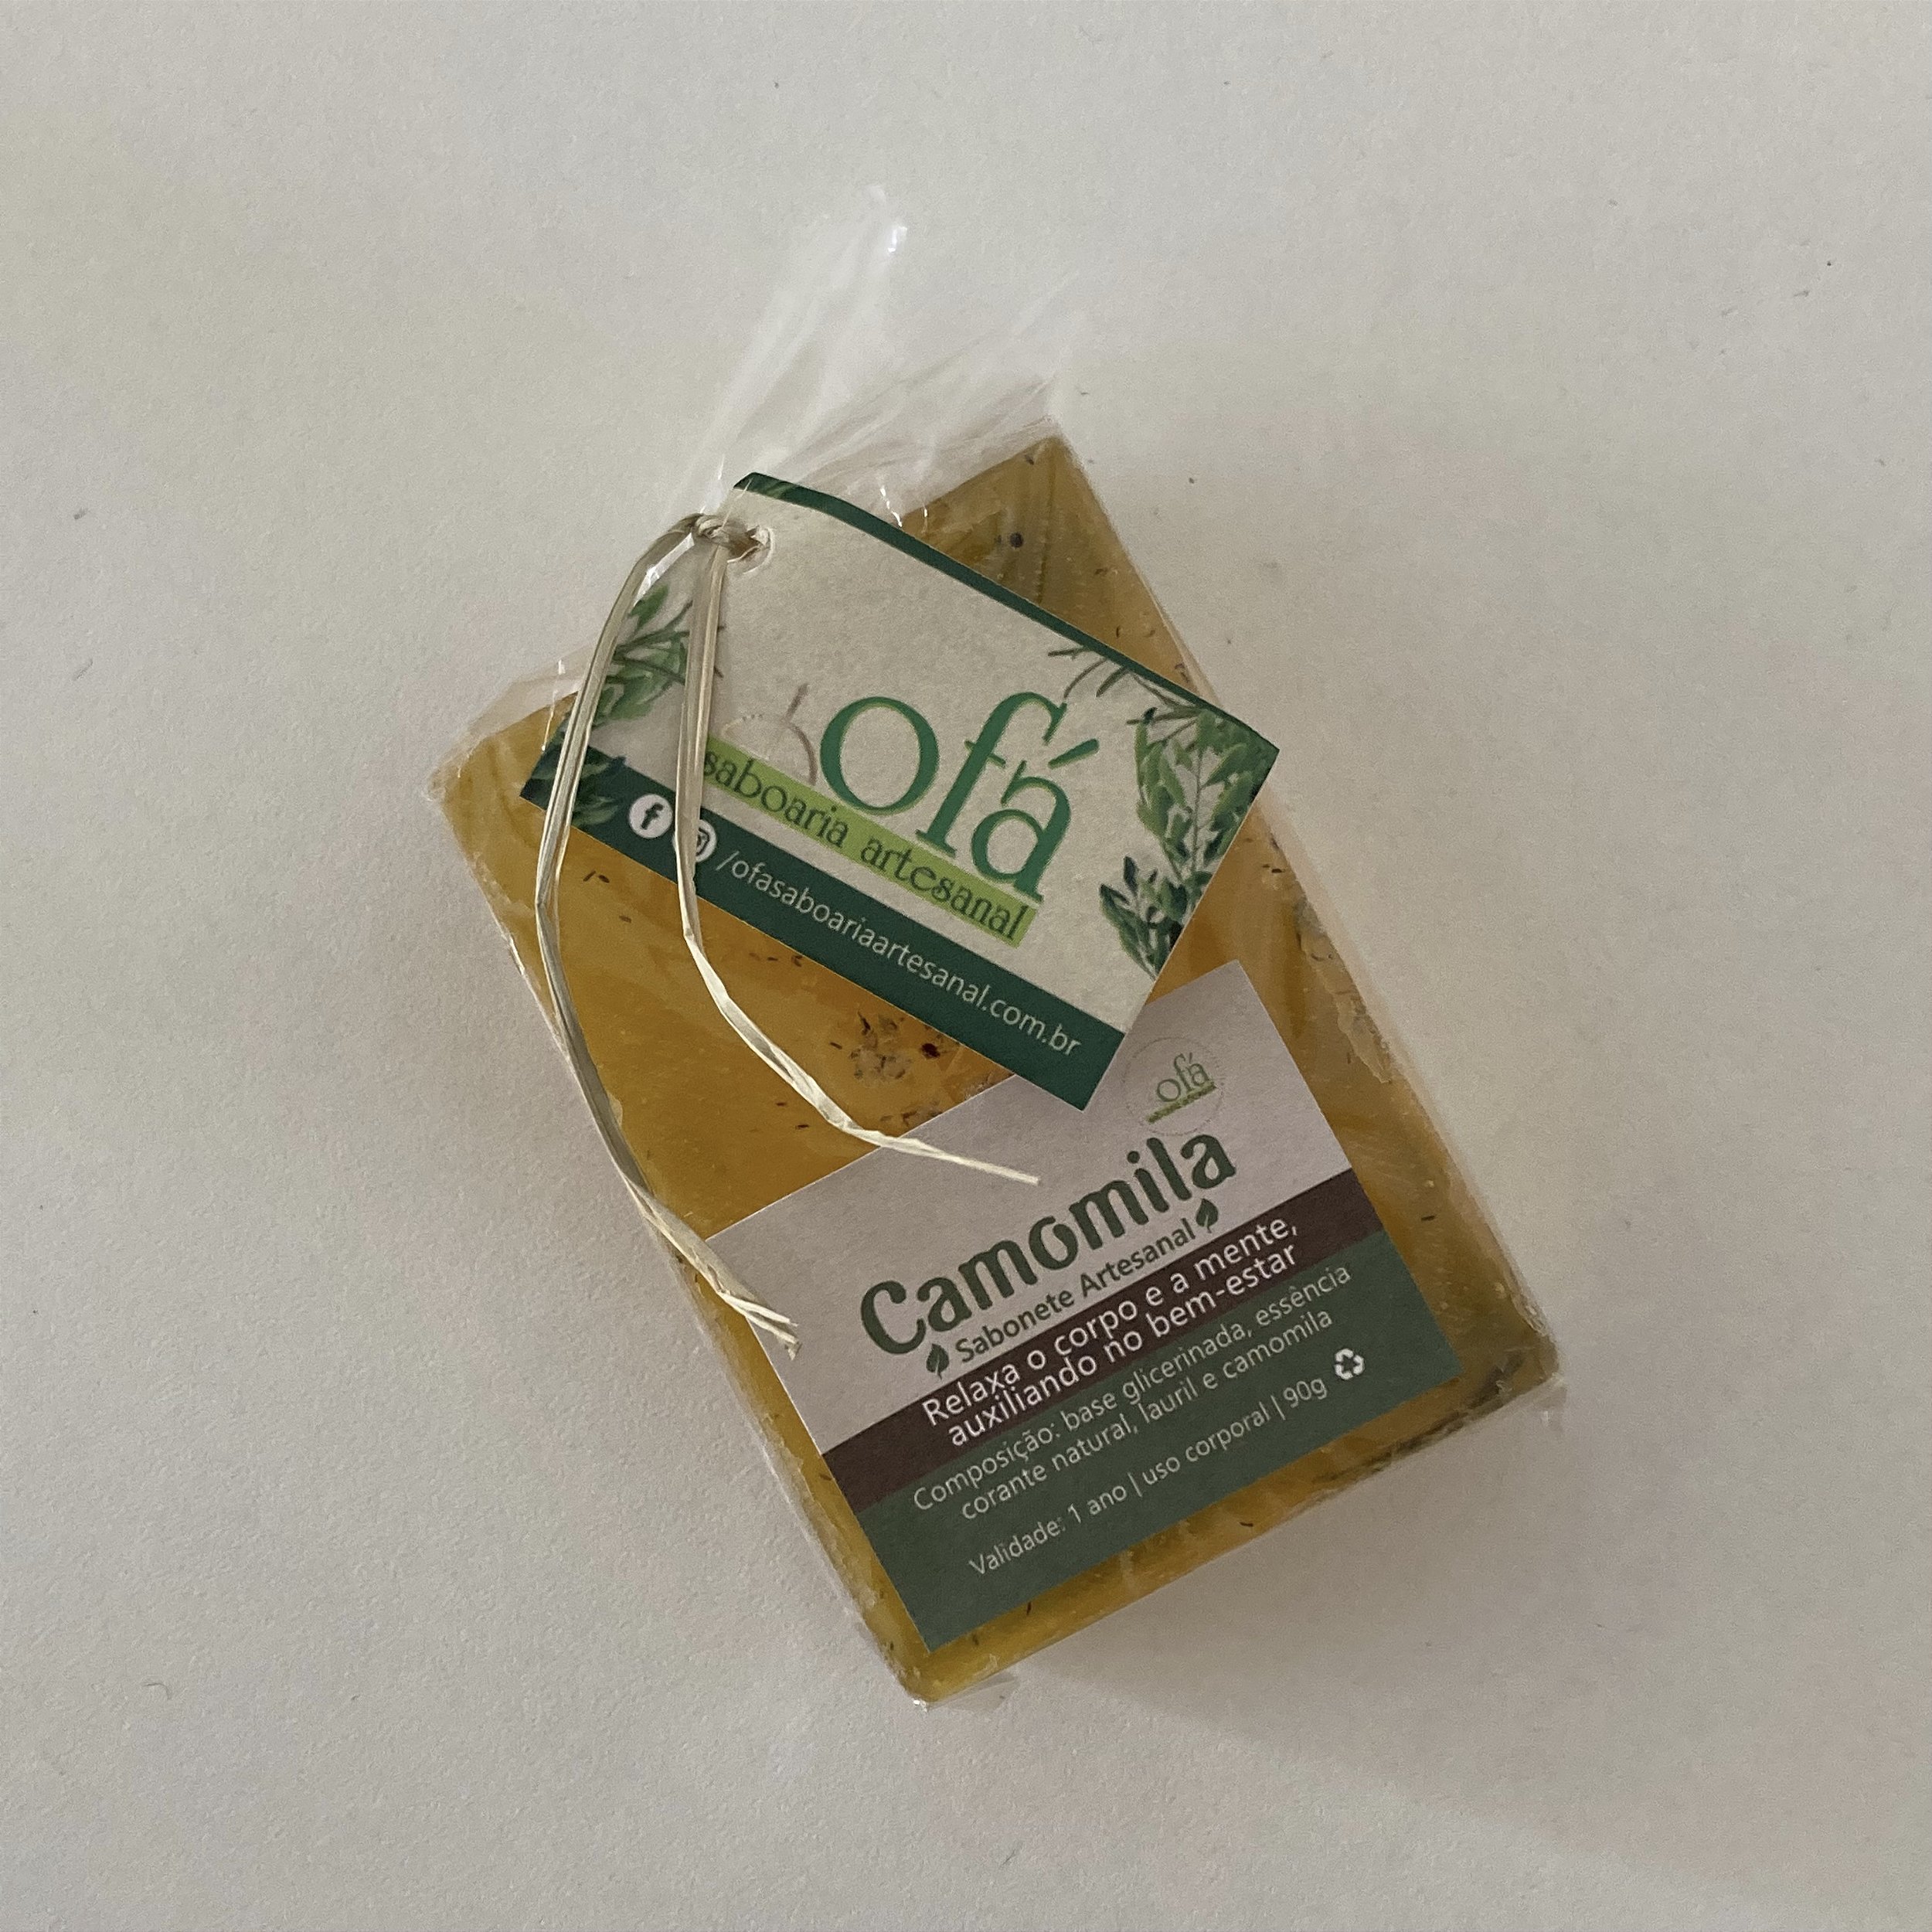 ofá
saboaria artesanal
/ofasaboariaartesanal.com.br
ofá
Camomila
Sabonete Artesanal
Relaxa o corpo e a mente,
auxiliando no bem-estar
Composição: base glicerinada, essência
corante natural, lauril e camomila
Validade: 1 ano | uso corporal | 90g